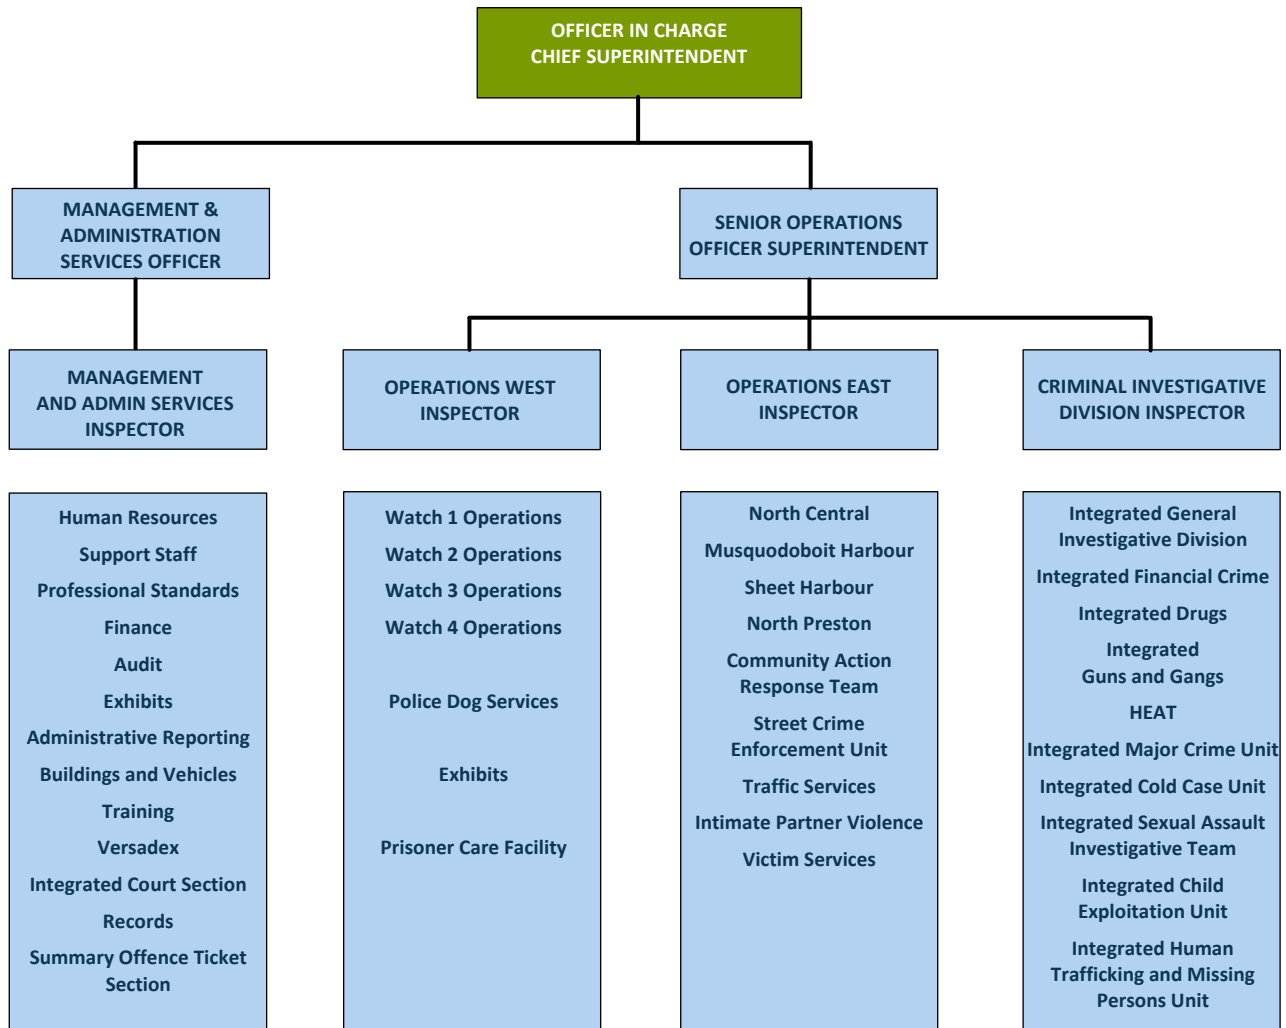 OFFICER IN CHARGE
CHIEF SUPERINTENDENT
MANAGEMENT &
ADMINISTRATION
SERVICES OFFICER
SENIOR OPERATIONS
OFFICER SUPERINTENDENT
MANAGEMENT
AND ADMIN SERVICES
INSPECTOR
OPERATIONS WEST
INSPECTOR
OPERATIONS EAST
INSPECTOR
CRIMINAL INVESTIGATIVE
DIVISION INSPECTOR
Human Resources
Support Staff
Professional Standards
Finance
Audit
Exhibits
Administrative Reporting
Buildings and Vehicles
Training
Versadex
Integrated Court Section
Records
Summary Offence Ticket
Section
Watch 1 Operations
Watch 2 Operations
Watch 3 Operations
Watch 4 Operations
Police Dog Services
Exhibits
Prisoner Care Facility
North Central
Musquodoboit Harbour
Sheet Harbour
North Preston
Community Action
Response Team
Street Crime
Enforcement Unit
Traffic Services
Intimate Partner Violence
Victim Services
Integrated General
Investigative Division
Integrated Financial Crime
Integrated Drugs
Integrated
Guns and Gangs
HEAT
Integrated Major Crime Unit
Integrated Cold Case Unit
Integrated Sexual Assault
Investigative Team
Integrated Child
Exploitation Unit
Integrated Human
Trafficking and Missing
Persons Unit